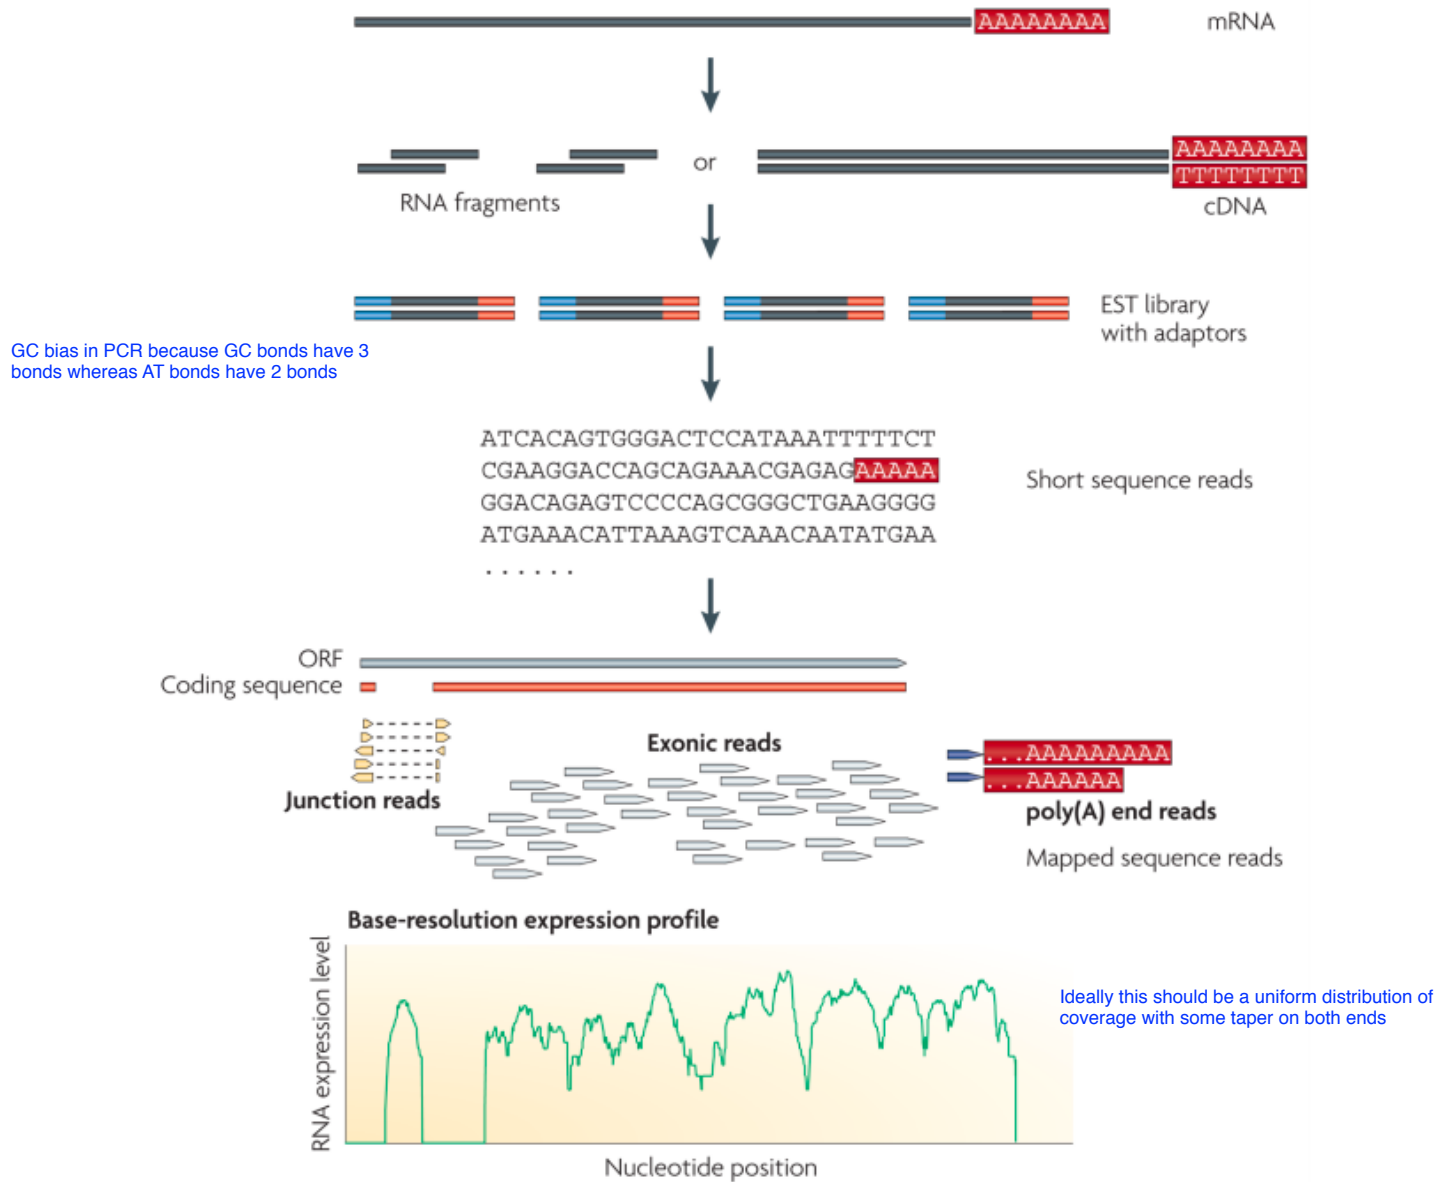 AAAAAAAA
mRNA
or
AAAAAAAA
TTTTTTTT
RNA fragments
cDNA
EST library
with adaptors
GC bias in PCR because GC bonds have 3
bonds whereas AT bonds have 2 bonds
ATCACAGTGGGACTCCATAAATTTTTCT
CGAAGGACCAGCAGAAACGAGAGAAAAA
GGACAGAGTCCCCAGCGGGCTGAAGGGG
ATGAAACATTAAAGTCAAACAATATGAA
......
Short sequence reads
ORF
Coding sequence
Junction reads
Exonic reads
...AAAAAAAAA
...AAAAAA
poly(A) end reads
Mapped sequence reads
Base-resolution expression profile
RNA expression level
Nucleotide position
Ideally this should be a uniform distribution of
coverage with some taper on both ends